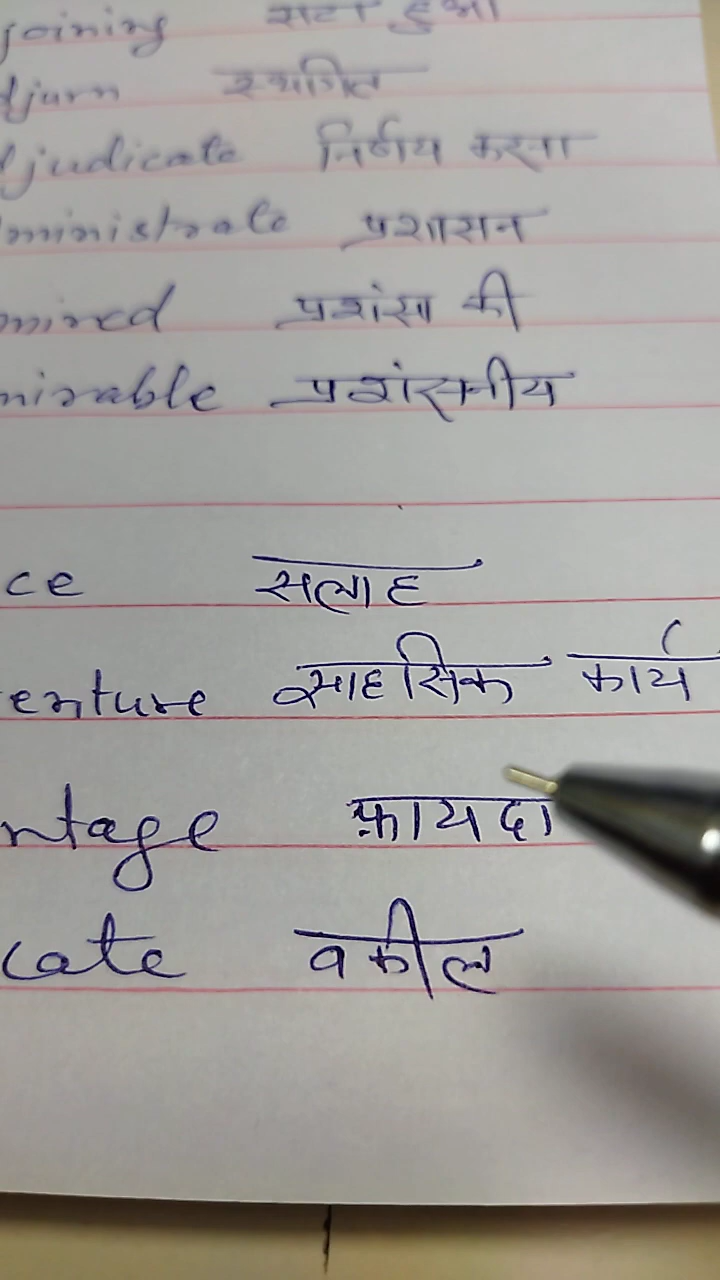 joining सटा हुआ
djurn स्थगित
djudicate निर्णय करना
ministrate प्रशासन
mired प्रशंसा की
mirable प्रशंसनीय
ce सलाह
enture साहसिक कार्य
ntage फ़ायदा
cate वकील